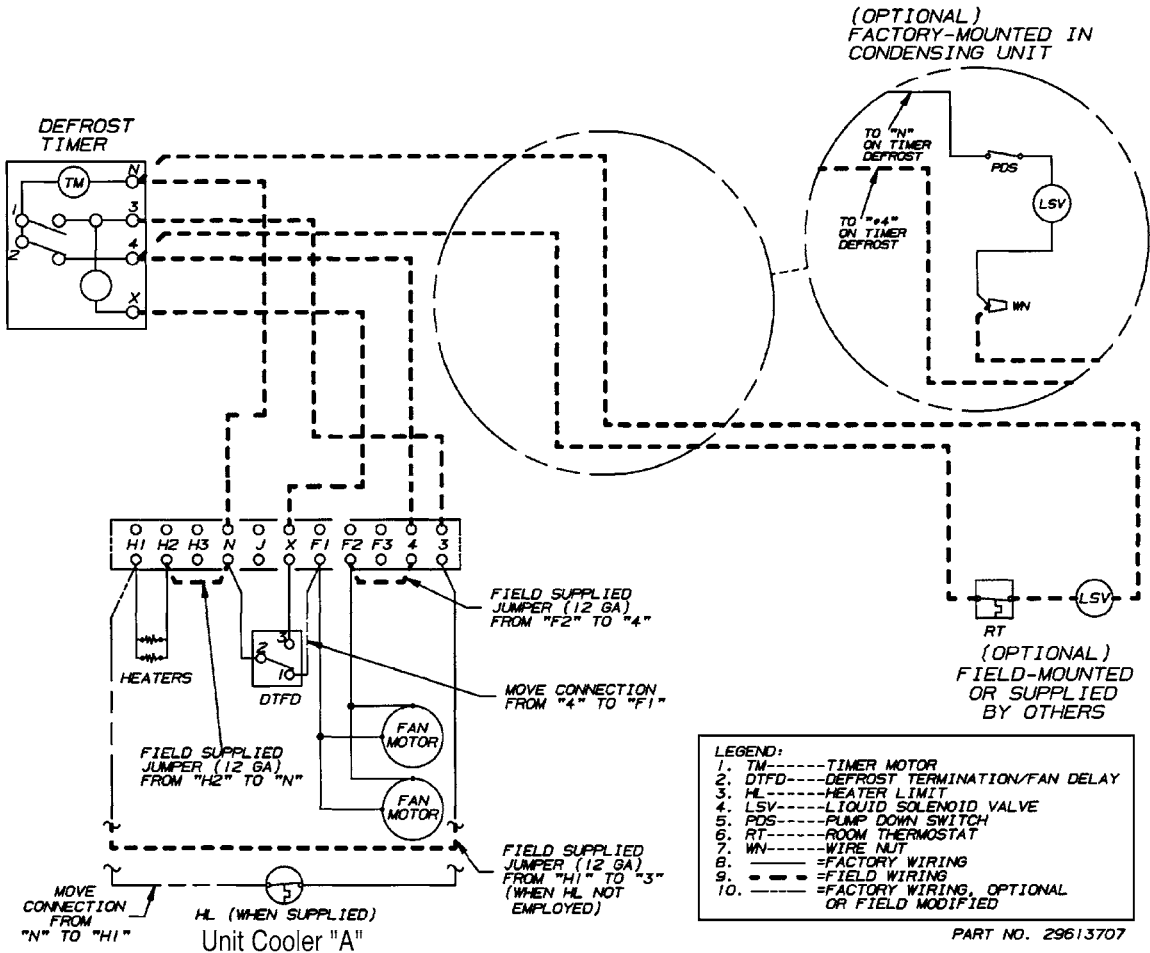 (OPTIONAL)
FACTORY-MOUNTED IN
CONDENSING UNIT
DEFROST
TIMER
TM
N
1
3
2
4
X
TO "N"
ON TIMER
DEFROST
PDS
LSV
TO "#4"
ON TIMER
DEFROST
WN
H1 H2 H3 N J X F1 F2 F3 4 3
FIELD SUPPLIED
JUMPER (12 GA)
FROM "F2" TO "4"
HEATERS
3
2
1
DTFD
MOVE CONNECTION
FROM "4" TO "F1"
FAN
MOTOR
FAN
MOTOR
FIELD SUPPLIED
JUMPER (12 GA)
FROM "H2" TO "N"
LSV
RT
(OPTIONAL)
FIELD-MOUNTED
OR SUPPLIED
BY OTHERS
FIELD SUPPLIED
JUMPER (12 GA)
FROM "H1" TO "3"
(WHEN HL NOT
EMPLOYED)
MOVE
CONNECTION
FROM
"N" TO "H1"
HL (WHEN SUPPLIED)
Unit Cooler "A"
LEGEND:
1. TM------TIMER MOTOR
2. DTFD----DEFROST TERMINATION/FAN DELAY
3. HL------HEATER LIMIT
4. LSV-----LIQUID SOLENOID VALVE
5. PDS-----PUMP DOWN SWITCH
6. RT------ROOM THERMOSTAT
7. WN------WIRE NUT
8. =FACTORY WIRING
9. =FIELD WIRING
10. =FACTORY WIRING, OPTIONAL
OR FIELD MODIFIED
PART NO. 29613707